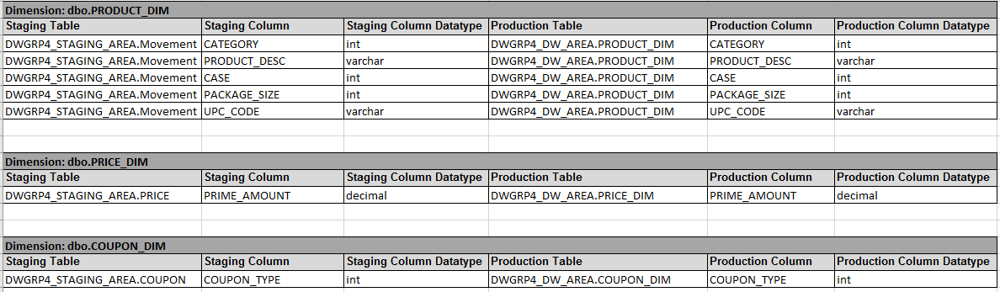 Dimension: dbo.PRODUCT_DIM
Staging Table Staging Column Staging Column Datatype Production Table Production Column Production Column Datatype
DWGRP4_STAGING_AREA.Movement CATEGORY int DWGRP4_DW_AREA.PRODUCT_DIM CATEGORY int
DWGRP4_STAGING_AREA.Movement PRODUCT_DESC varchar DWGRP4_DW_AREA.PRODUCT_DIM PRODUCT_DESC varchar
DWGRP4_STAGING_AREA.Movement CASE int DWGRP4_DW_AREA.PRODUCT_DIM CASE int
DWGRP4_STAGING_AREA.Movement PACKAGE_SIZE int DWGRP4_DW_AREA.PRODUCT_DIM PACKAGE_SIZE int
DWGRP4_STAGING_AREA.Movement UPC_CODE varchar DWGRP4_DW_AREA.PRODUCT_DIM UPC_CODE varchar
Dimension: dbo.PRICE_DIM
Staging Table Staging Column Staging Column Datatype Production Table Production Column Production Column Datatype
DWGRP4_STAGING_AREA.PRICE PRIME_AMOUNT decimal DWGRP4_DW_AREA.PRICE_DIM PRIME_AMOUNT decimal
Dimension: dbo.COUPON_DIM
Staging Table Staging Column Staging Column Datatype Production Table Production Column Production Column Datatype
DWGRP4_STAGING_AREA.COUPON COUPON_TYPE int DWGRP4_DW_AREA.COUPON_DIM COUPON_TYPE int